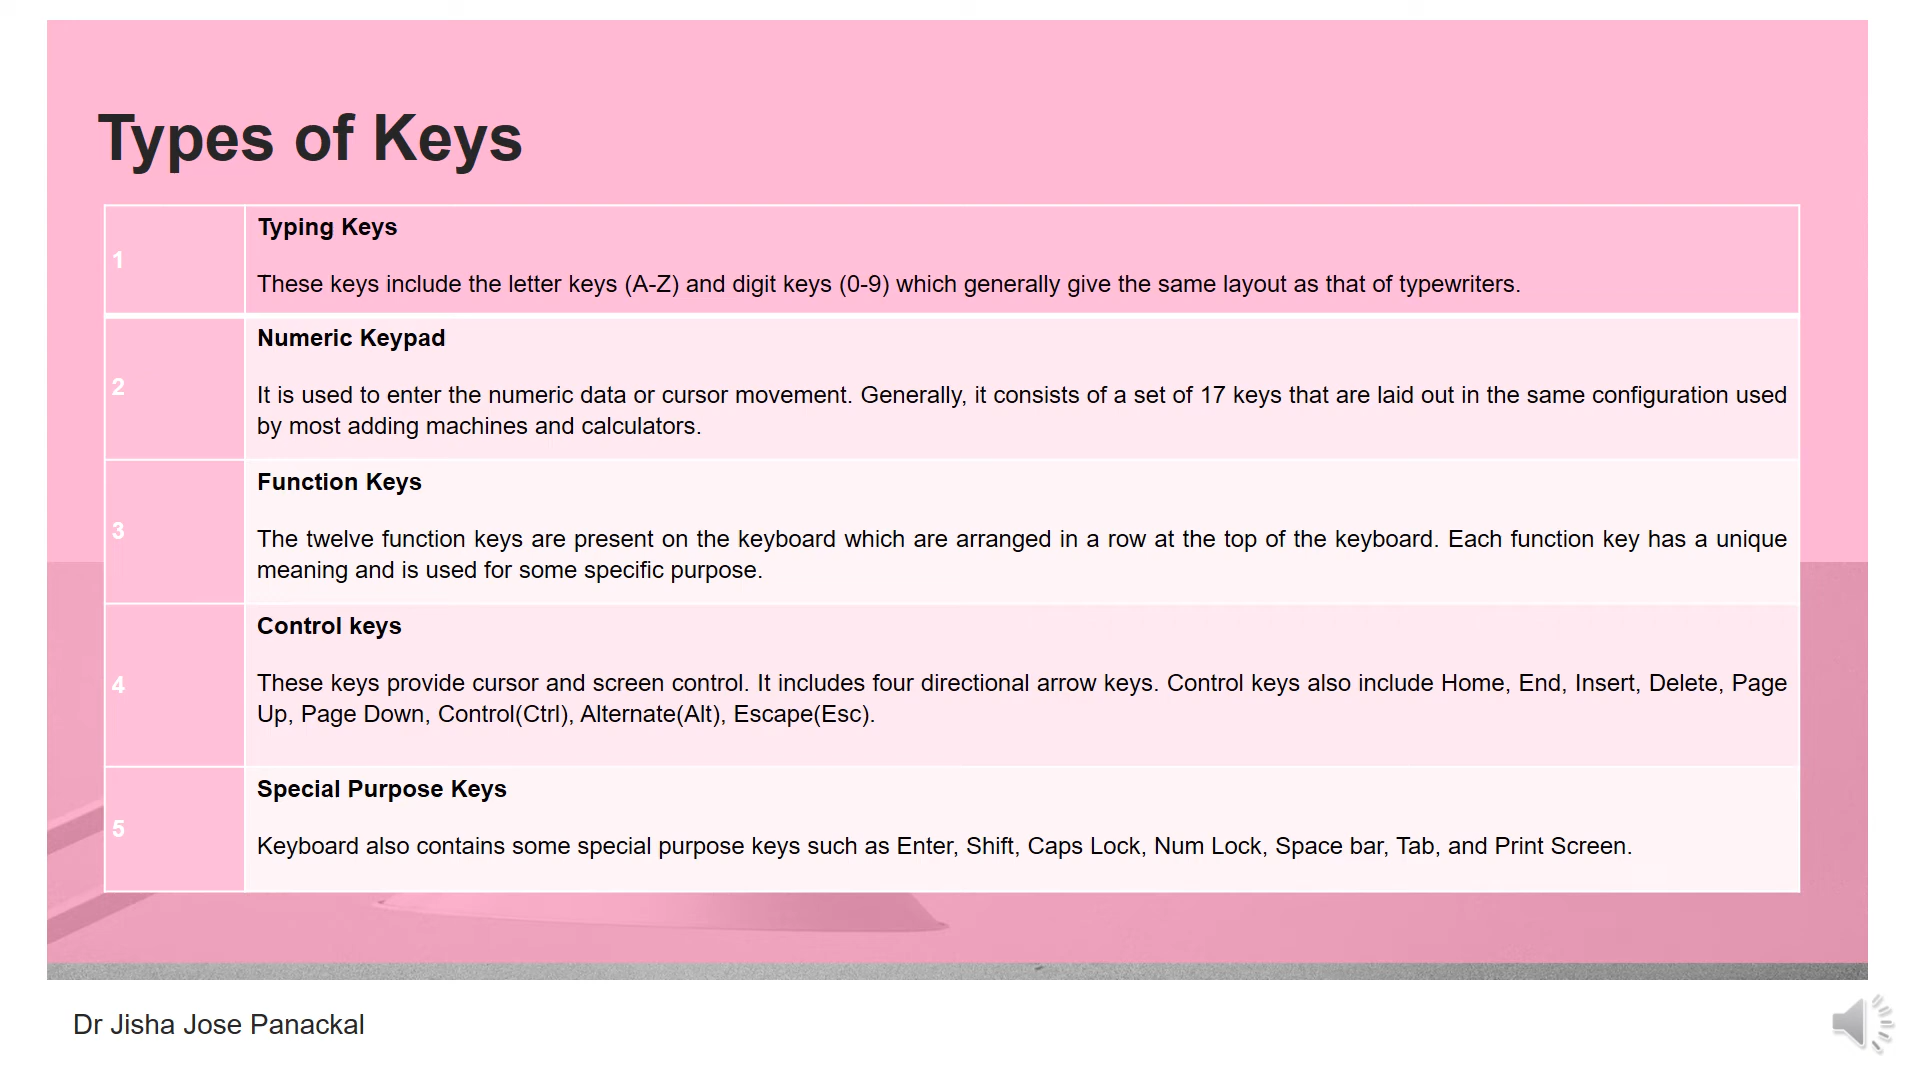 Types of Keys
1
Typing Keys
These keys include the letter keys (A-Z) and digit keys (0-9) which generally give the same layout as that of typewriters.
2
Numeric Keypad
It is used to enter the numeric data or cursor movement. Generally, it consists of a set of 17 keys that are laid out in the same configuration used
by most adding machines and calculators.
3
Function Keys
The twelve function keys are present on the keyboard which are arranged in a row at the top of the keyboard. Each function key has a unique
meaning and is used for some specific purpose.
4
Control keys
These keys provide cursor and screen control. It includes four directional arrow keys. Control keys also include Home, End, Insert, Delete, Page
Up, Page Down, Control(Ctrl), Alternate(Alt), Escape(Esc).
5
Special Purpose Keys
Keyboard also contains some special purpose keys such as Enter, Shift, Caps Lock, Num Lock, Space bar, Tab, and Print Screen.
Dr Jisha Jose Panackal